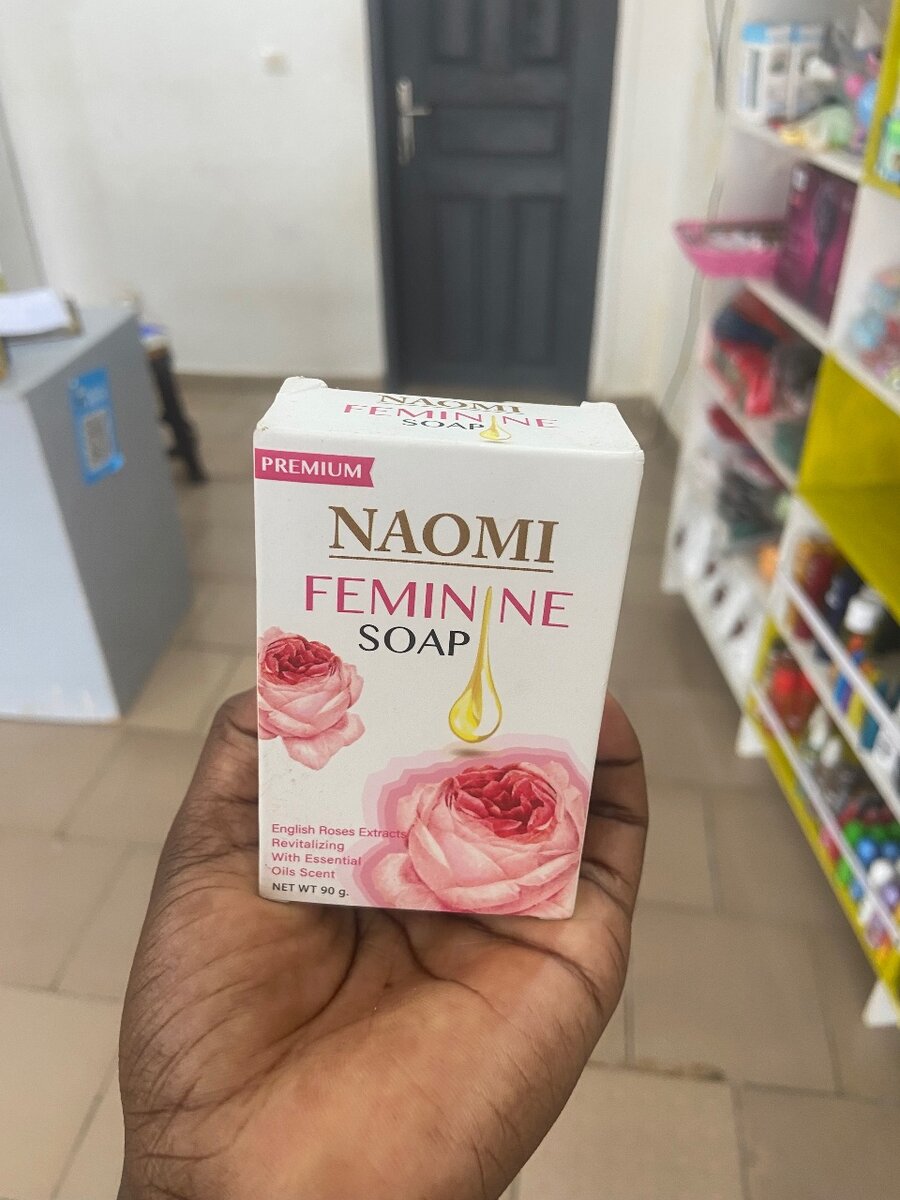 NAOMI
FEMININE
SOAP
PREMIUM
NAOMI
FEMININE
SOAP
English Roses Extracts
Revitalizing
With Essential
Oils Scent
NET WT 90 g.